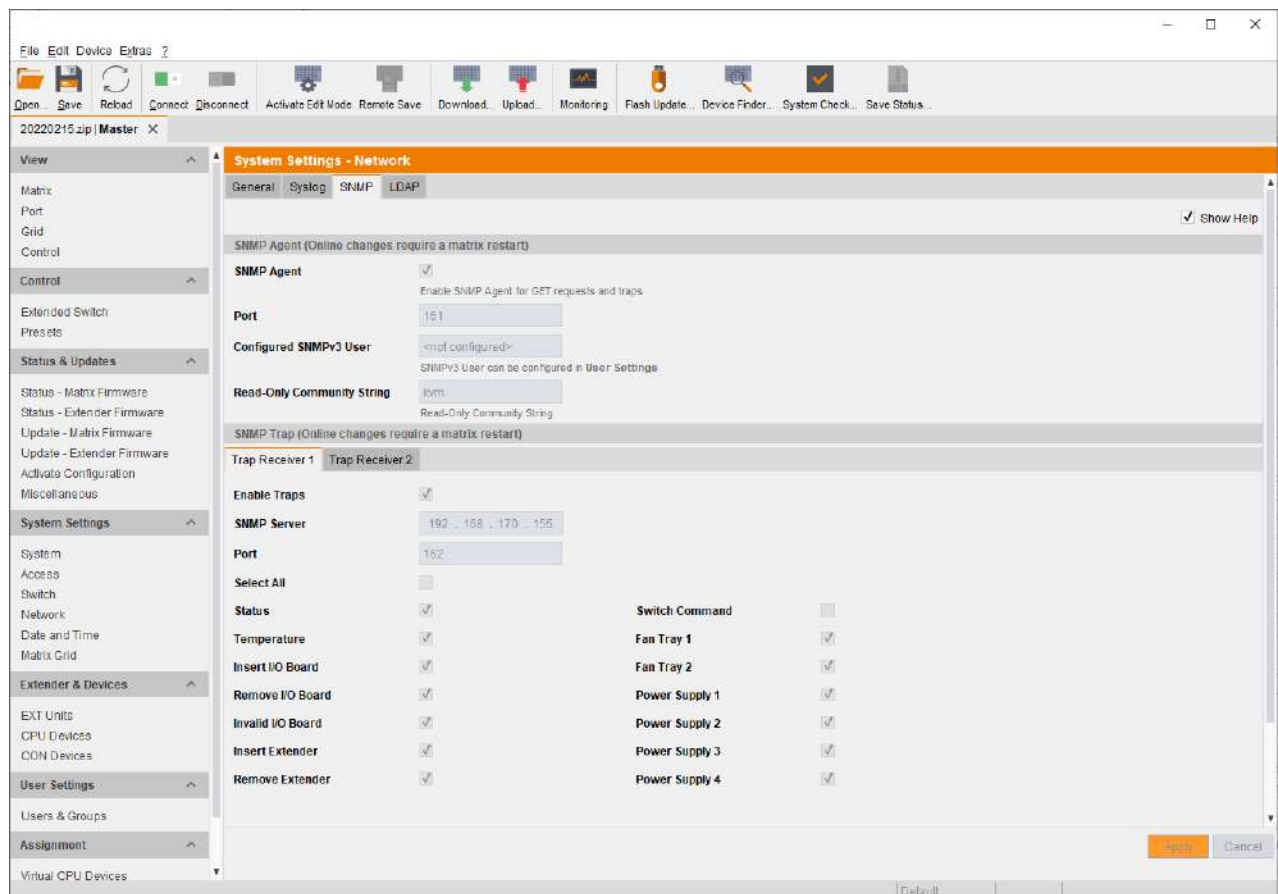 File Edit Device Extras ?
Open... Save Reload Connect Disconnect Activate Edit Mode Remote Save Download... Upload... Monitoring Flash Update... Device Finder... System Check... Save Status...
20220215.zip | Master
View
Matrix
Port
Grid
Control
Control
Extended Switch
Presets
Status & Updates
Status - Matrix Firmware
Status - Extender Firmware
Update - Matrix Firmware
Update - Extender Firmware
Activate Configuration
Miscellaneous
System Settings
System
Access
Switch
Network
Date and Time
Matrix Grid
Extender & Devices
EXT Units
CPU Devices
CON Devices
User Settings
Users & Groups
Assignment
Virtual CPU Devices
System Settings - Network
General Syslog SNMP LDAP
Show Help
SNMP Agent (Online changes require a matrix restart)
SNMP Agent
Enable SNMP Agent for GET requests and traps
Port 161
Configured SNMPv3 User <not configured>
SNMPv3 User can be configured in User Settings
Read-Only Community String kvm
Read-Only Community String
SNMP Trap (Online changes require a matrix restart)
Trap Receiver 1 Trap Receiver 2
Enable Traps
SNMP Server 192 . 168 . 170 . 155
Port 162
Select All
Status Switch Command
Temperature Fan Tray 1
Insert I/O Board Fan Tray 2
Remove I/O Board Power Supply 1
Invalid I/O Board Power Supply 2
Insert Extender Power Supply 3
Remove Extender Power Supply 4
Apply Cancel
Default